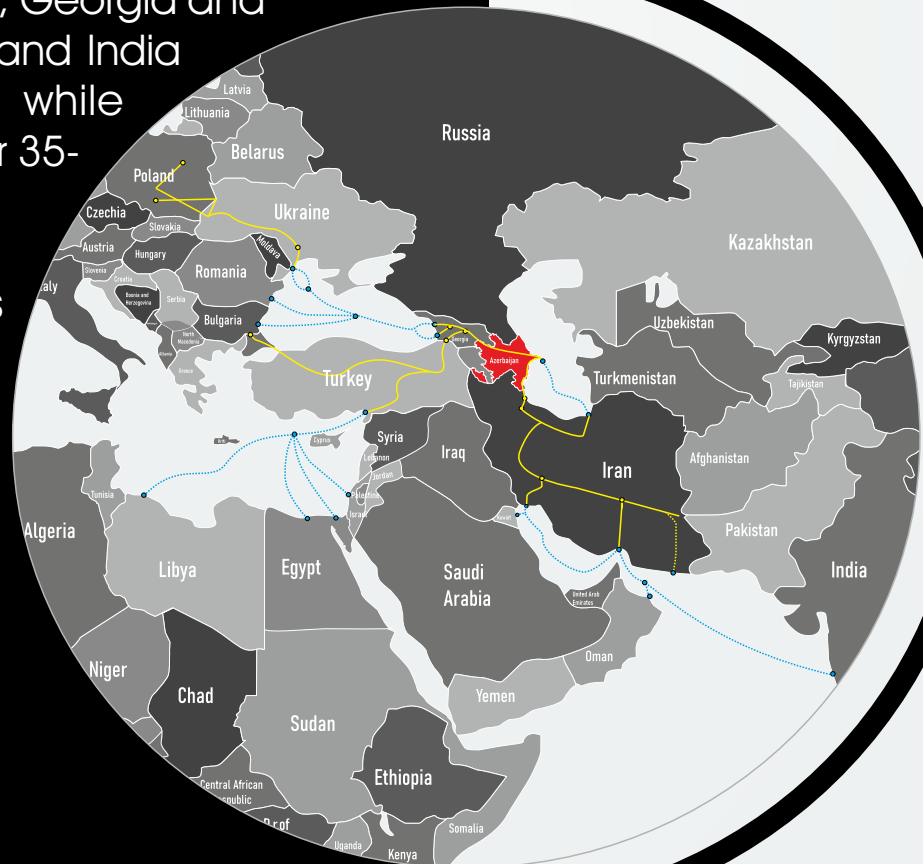 , Georgia and
and India
while
r 35-
s
Latvia
Lithuania
Russia
Belarus
Poland
Czechia
Ukraine
Slovakia
Austria
Hungary
Moldava
Kazakhstan
Slovenia
Croatia
Romania
aly
Bosnia and
Herzegovina
Serbia
Bulgaria
North
Macedonia
Albania
Greece
Georgia
Azerbaijan
Uzbekistan
Kyrgyzstan
Turkey
Turkmenistan
Tajikistan
Cyprus
Syria
Lebanon
Iraq
Iran
Afghanistan
Jordan
Tunisia
Palestine
Israel
Kuwait
Pakistan
Algeria
Libya
Egypt
Saudi
Arabia
India
United Arab
Emirates
Oman
Niger
Chad
Yemen
Sudan
Ethiopia
Central African
public
p.of
Somalia
Uganda
Kenya